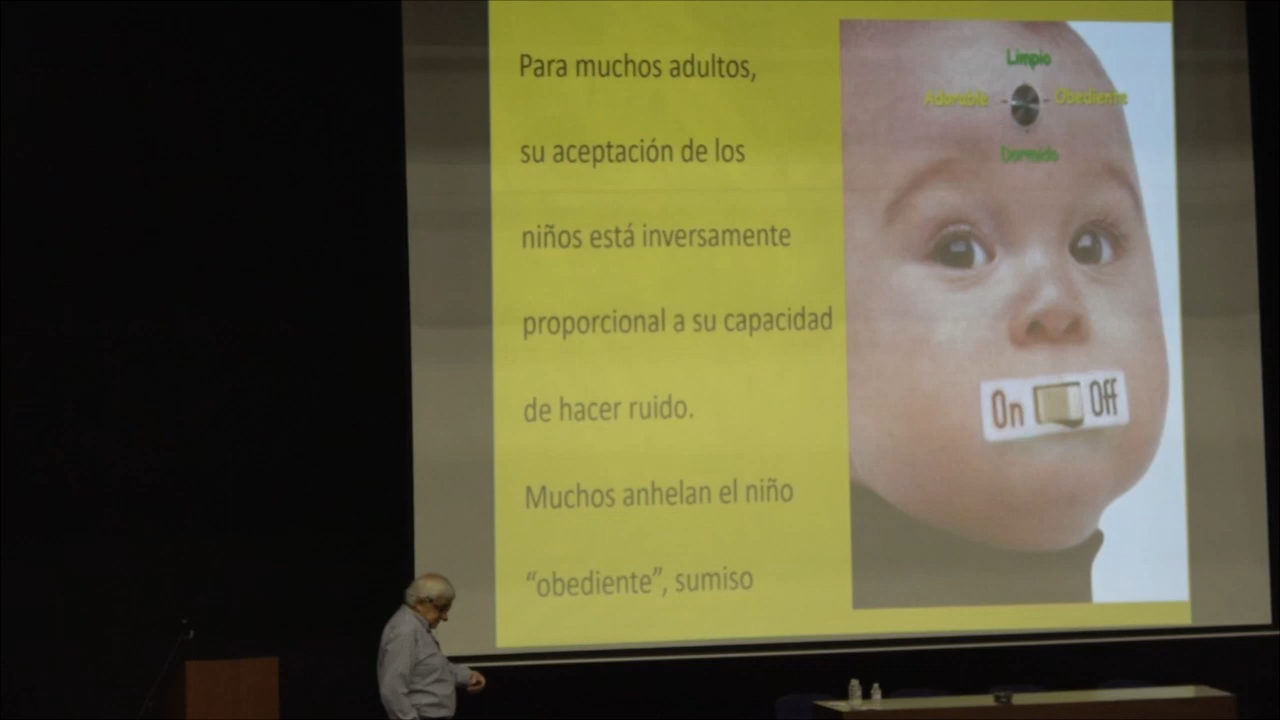 Para muchos adultos,
su aceptación de los
niños está inversamente
proporcional a su capacidad
de hacer ruido.
Muchos anhelan el niño
“obediente”, sumiso
Limpio
Adorable - - Obediente
Dormido
On Off